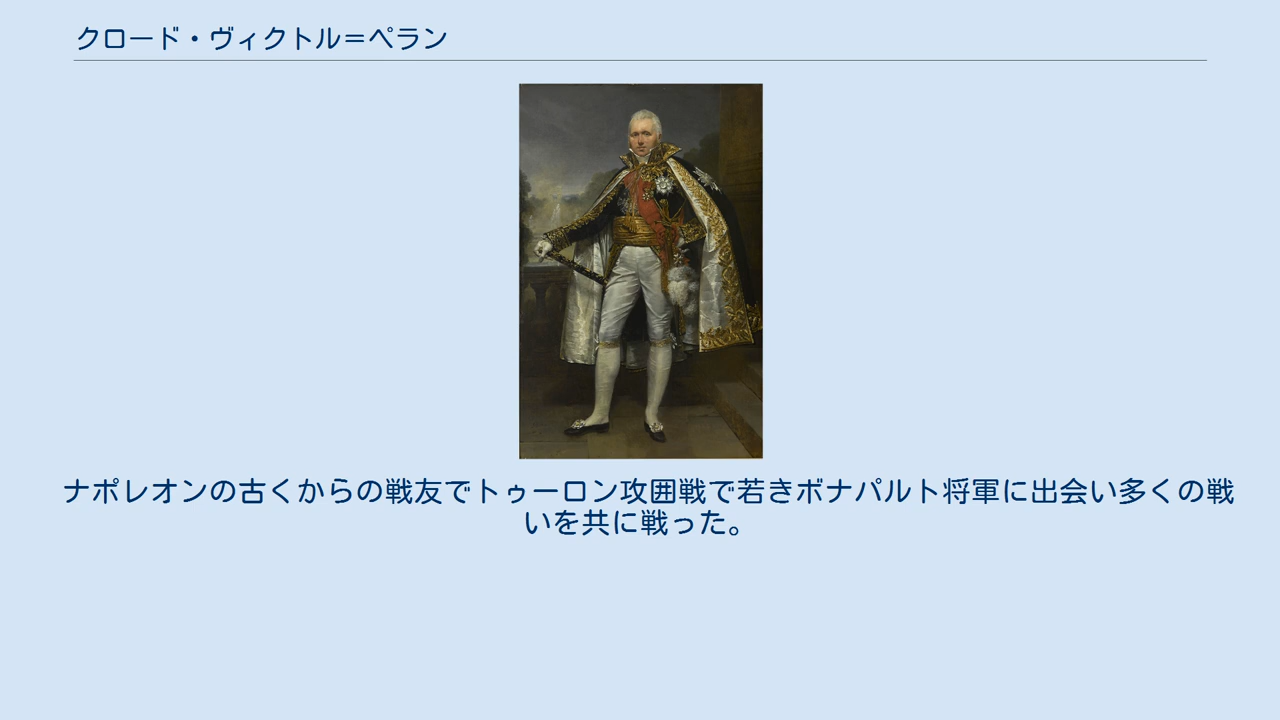 クロード・ヴィクトル＝ペラン
ナポレオンの古くからの戦友でトゥーロン攻囲戦で若きボナパルト将軍に出会い多くの戦
いを共に戦った。